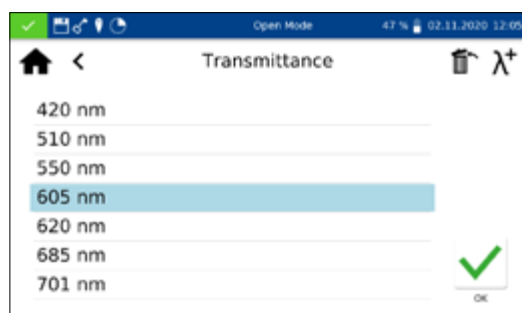 Open Mode 47 % 02.11.2020 12:05
Transmittance λ+
420 nm
510 nm
550 nm
605 nm
620 nm
685 nm
701 nm
OK